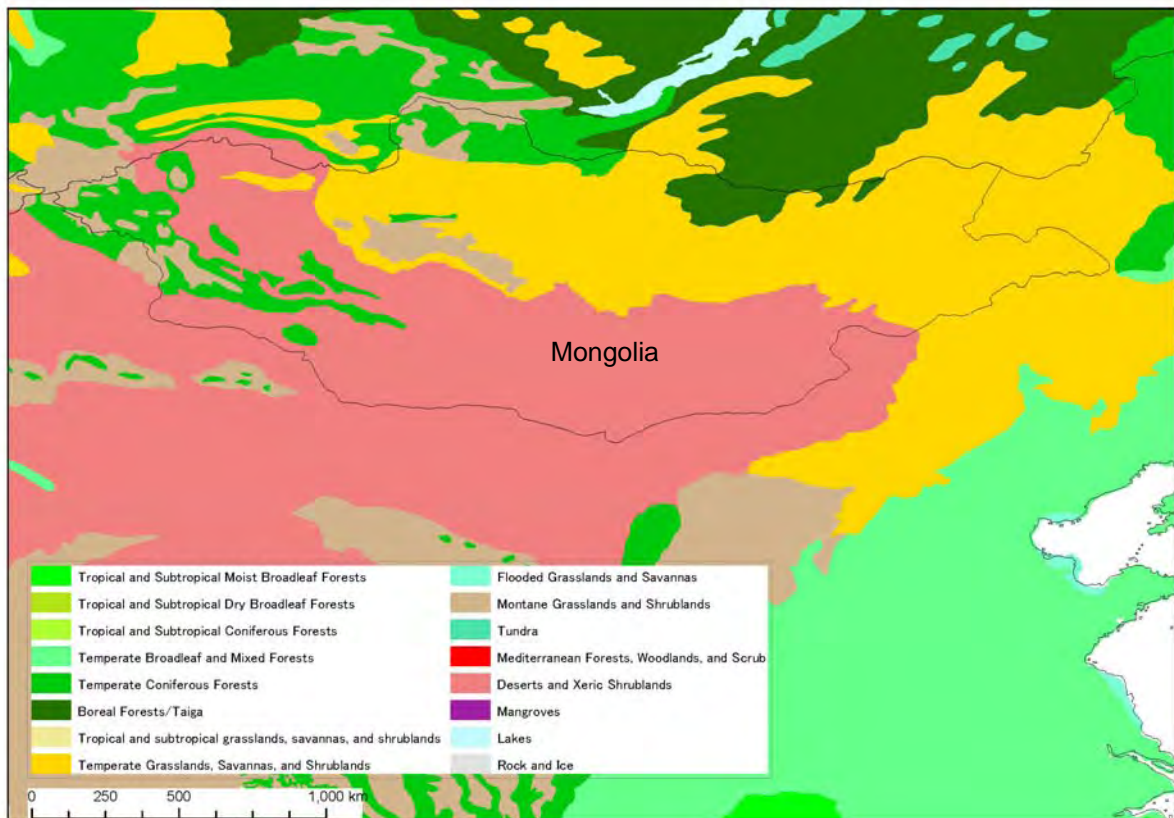 Mongolia
Tropical and Subtropical Moist Broadleaf Forests
Tropical and Subtropical Dry Broadleaf Forests
Tropical and Subtropical Coniferous Forests
Temperate Broadleaf and Mixed Forests
Temperate Coniferous Forests
Boreal Forests/Taiga
Tropical and subtropical grasslands, savannas, and shrublands
Temperate Grasslands, Savannas, and Shrublands
Flooded Grasslands and Savannas
Montane Grasslands and Shrublands
Tundra
Mediterranean Forests, Woodlands, and Scrub
Deserts and Xeric Shrublands
Mangroves
Lakes
Rock and Ice
0 250 500 1,000 km